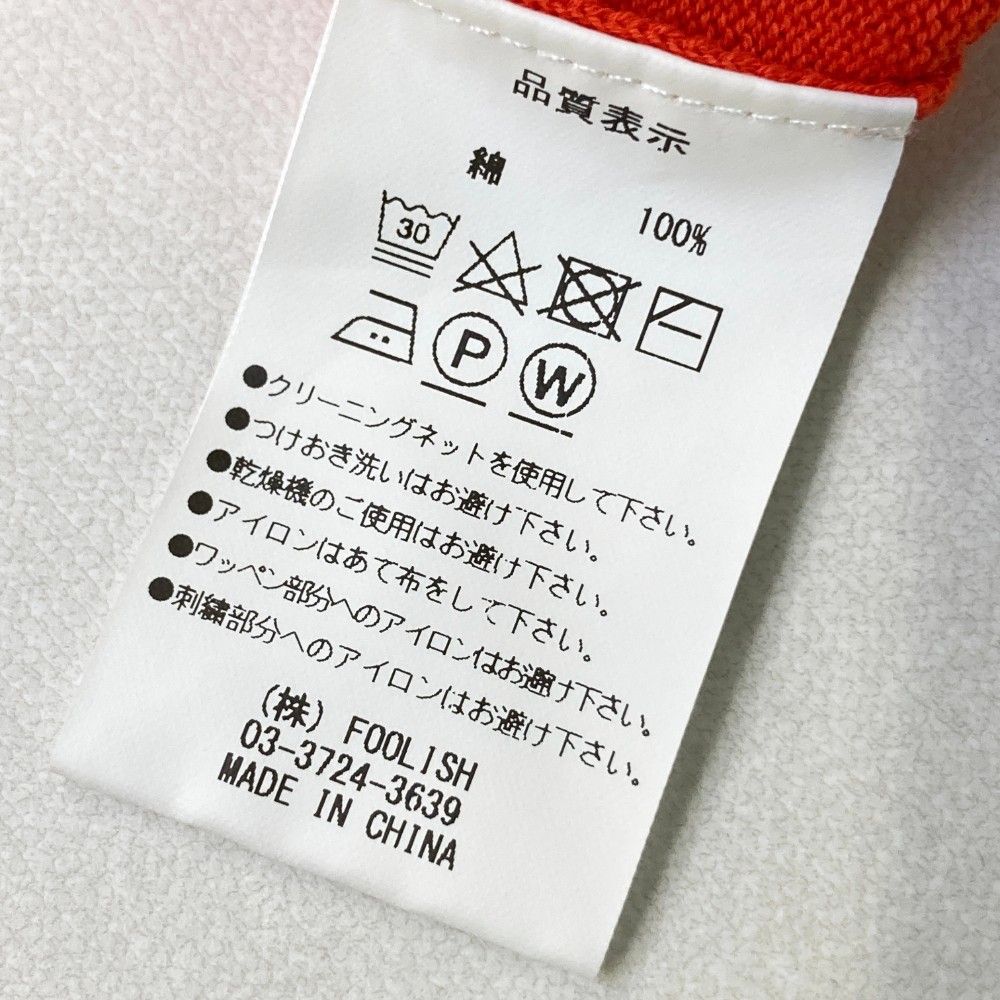 品質表示
綿 100%
30
P W
●クリーニングネットを使用して下さい。
●つけおき洗いはお避け下さい。
●乾燥機のご使用はお避け下さい。
●アイロンはあて布をして下さい。
●ワッペン部分へのアイロンはお避け下さい。
●刺繍部分へのアイロンはお避け下さい。
(株) FOOLISH
03-3724-3639
MADE IN CHINA